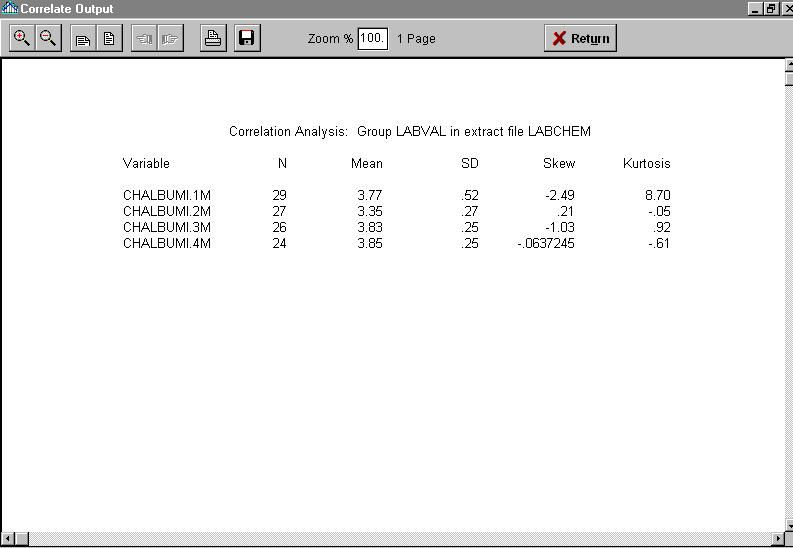 Correlate Output
Zoom % 100. 1 Page Return
Correlation Analysis: Group LABVAL in extract file LABCHEM
Variable N Mean SD Skew Kurtosis
CHALBUMI.1M 29 3.77 .52 -2.49 8.70
CHALBUMI.2M 27 3.35 .27 .21 -.05
CHALBUMI.3M 26 3.83 .25 -1.03 .92
CHALBUMI.4M 24 3.85 .25 -.0637245 -.61